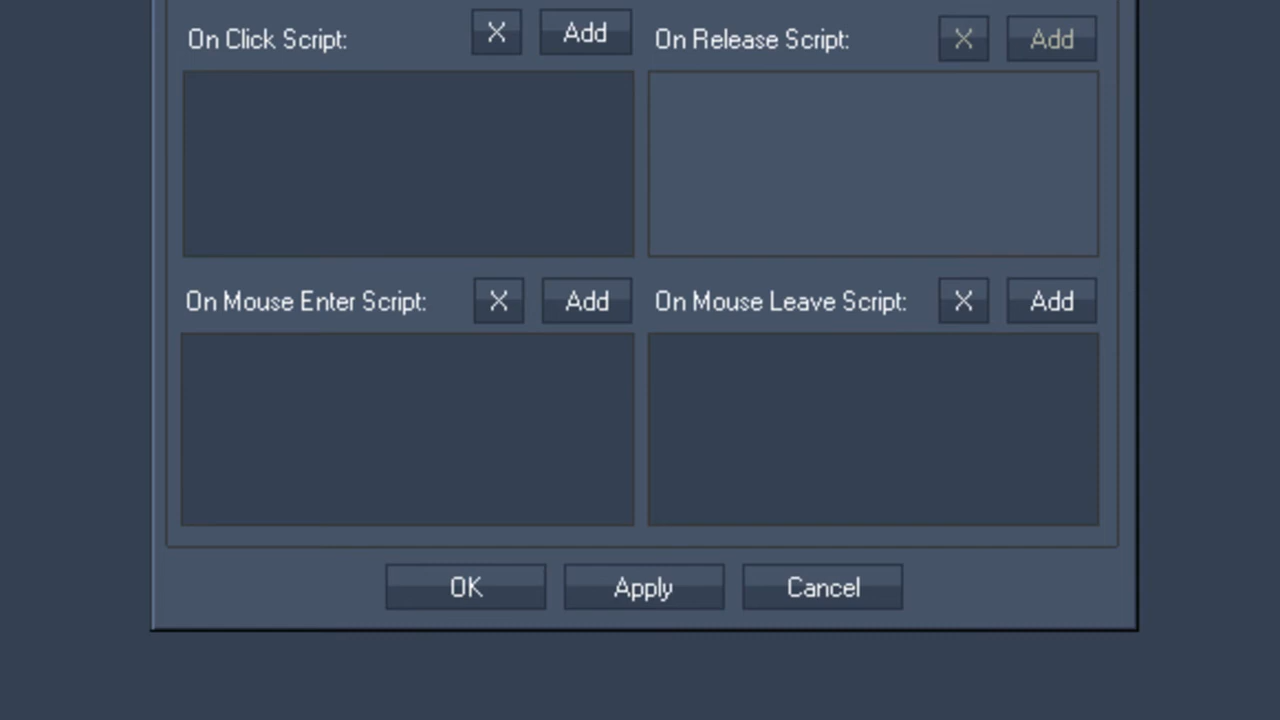 On Click Script: X Add On Release Script: X Add
On Mouse Enter Script: X Add On Mouse Leave Script: X Add
OK Apply Cancel